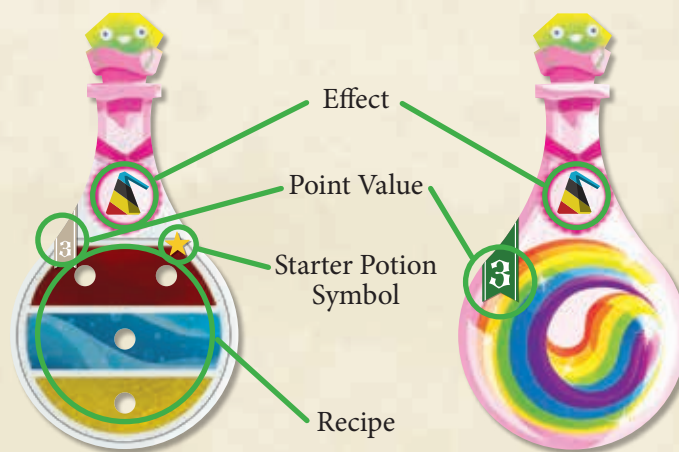 Effect
Point Value
3
3
Starter Potion
Symbol
Recipe